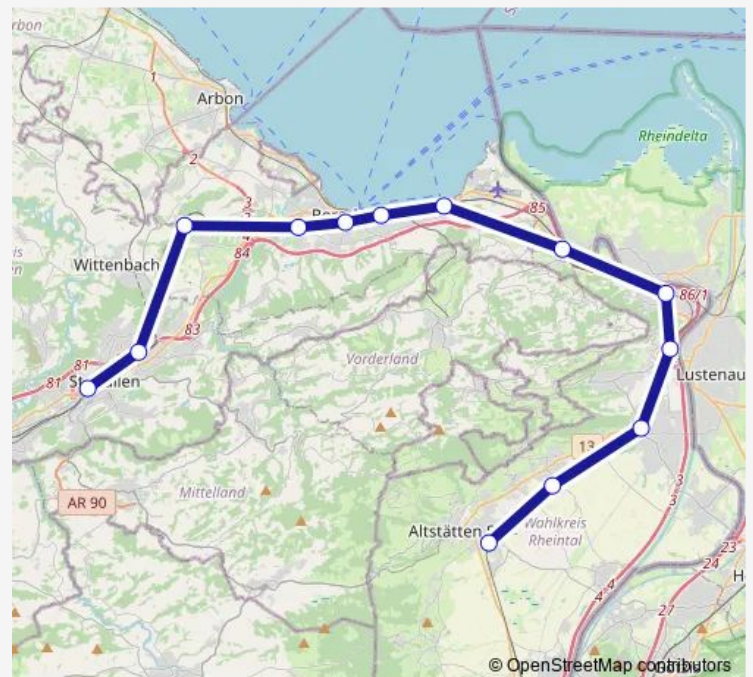 rbon
1
Arbon
Rheindelta
2
3
85
84
Wittenbach
86/1
83
81
81
Vorderland
Lustenau
13
Mittelland
AR 90
Altstätten
Wahlkreis
Rheintal
3
3
23
24
4
4
27
© OpenStreetMap contributors